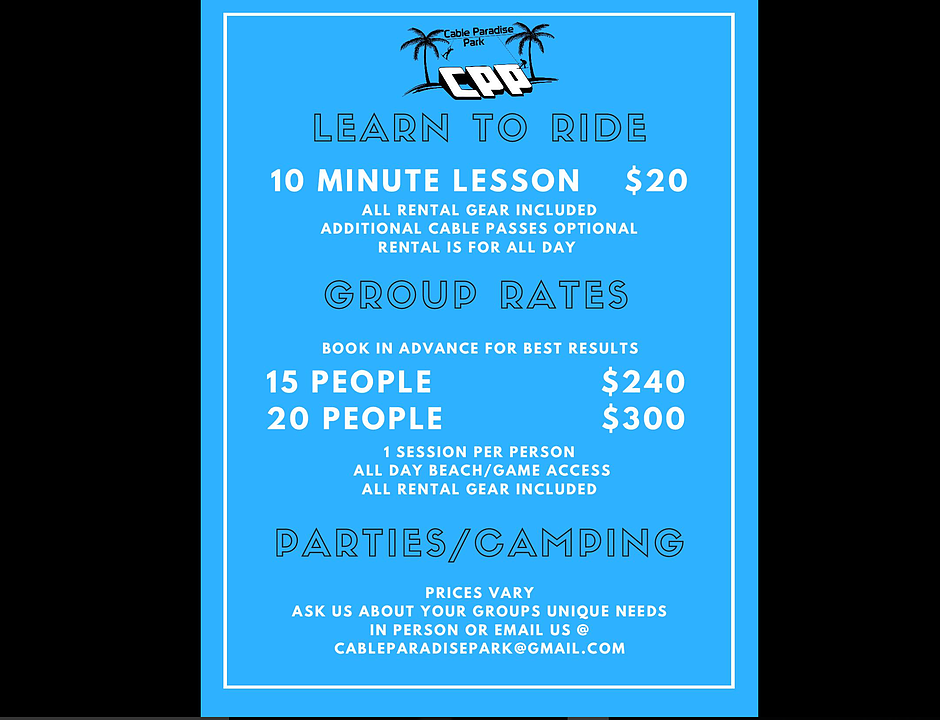 Cable Paradise
Park
CPP
LEARN TO RIDE
10 MINUTE LESSON $20
ALL RENTAL GEAR INCLUDED
ADDITIONAL CABLE PASSES OPTIONAL
RENTAL IS FOR ALL DAY
GROUP RATES
BOOK IN ADVANCE FOR BEST RESULTS
15 PEOPLE $240
20 PEOPLE $300
1 SESSION PER PERSON
ALL DAY BEACH/GAME ACCESS
ALL RENTAL GEAR INCLUDED
PARTIES/CAMPING
PRICES VARY
ASK US ABOUT YOUR GROUPS UNIQUE NEEDS
IN PERSON OR EMAIL US @
CABLEPARADISEPARK@GMAIL.COM